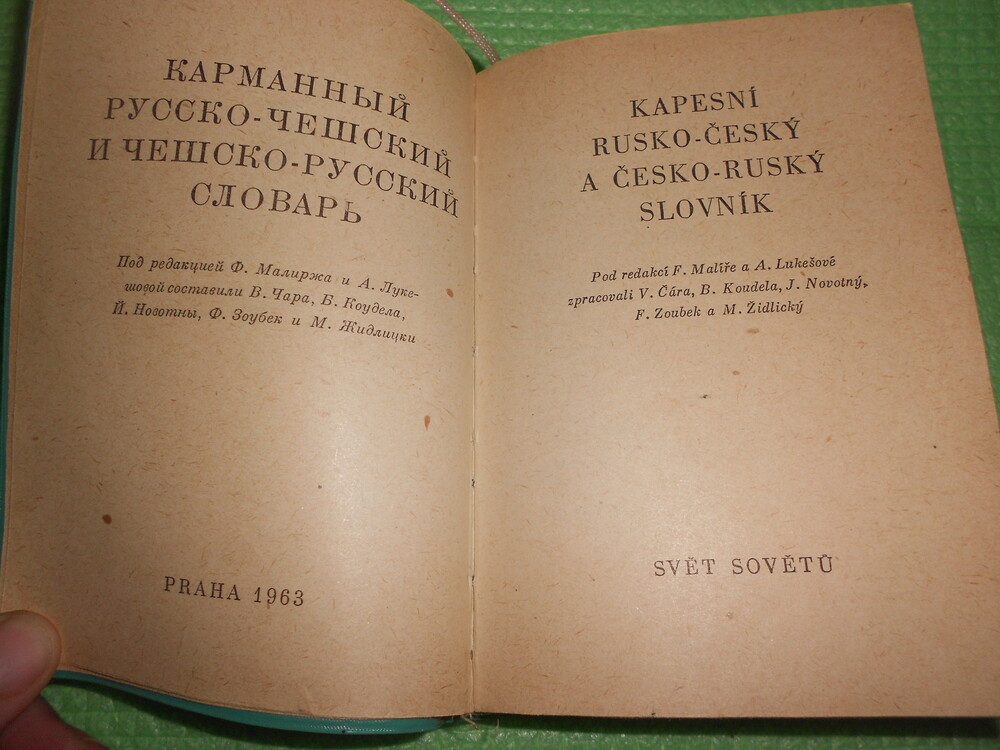 КАРМАННЫЙ
РУССКО-ЧЕШСКИЙ
И ЧЕШСКО-РУССКИЙ
СЛОВАРЬ
Под редакцией Ф. Малиржа и А. Луке-
шовой составили В. Чара, Б. Коудела,
Й. Новотны, Ф. Зоубек и М. Жидлицки
PRAHA 1963
KAPESNÍ
RUSKO-ČESKÝ
A ČESKO-RUSKÝ
SLOVNÍK
Pod redakcí F. Malíře a A. Lukešové
zpracovali V. Čára, B. Koudela, J. Novotný,
F. Zoubek a M. Židlický
SVĚT SOVĚTŮ